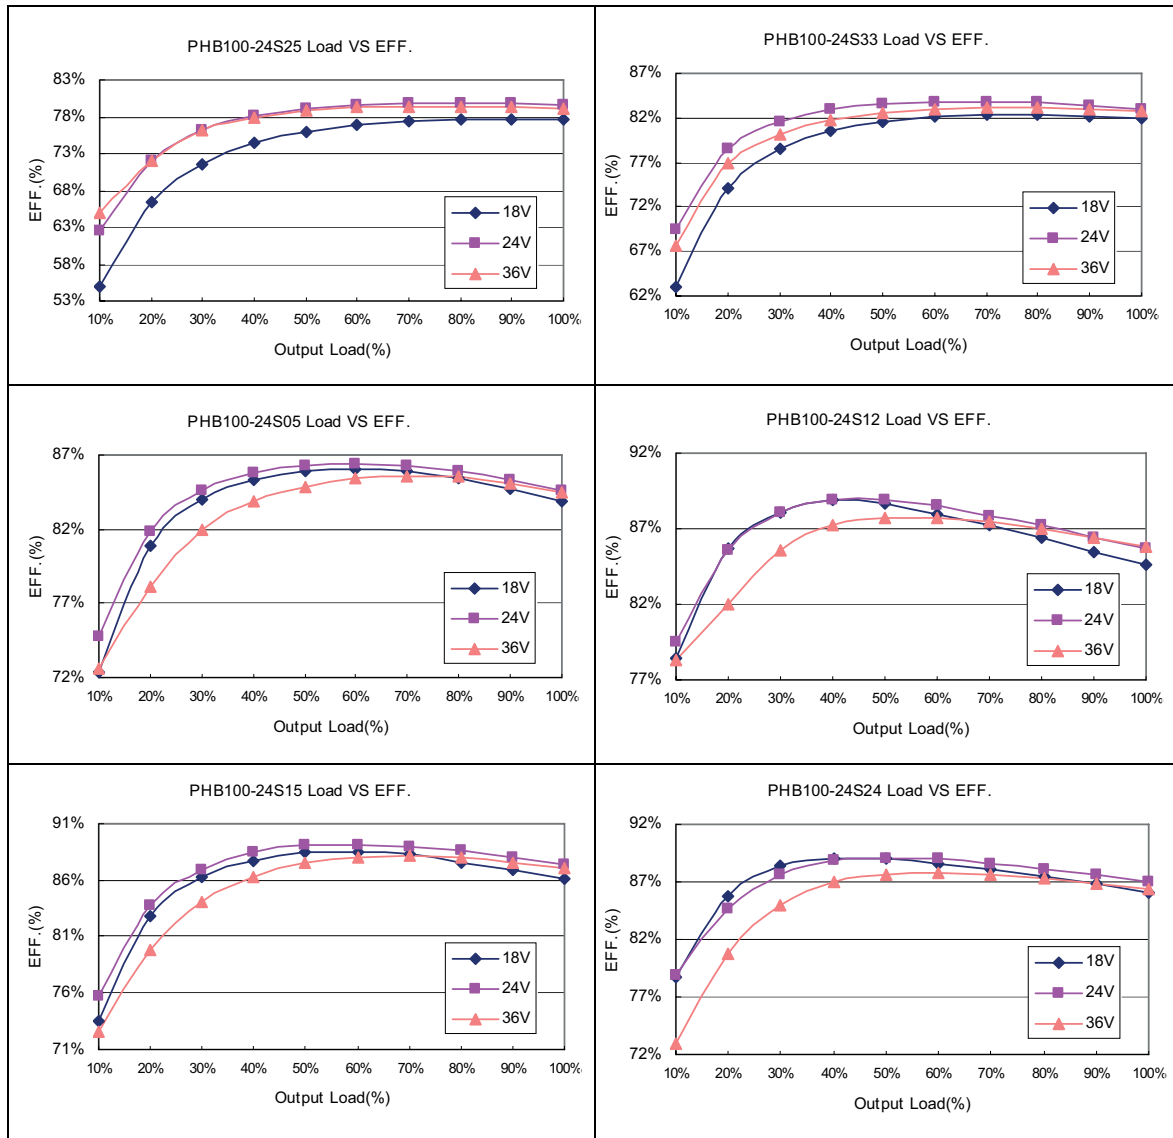 PHB100-24S25 Load VS EFF.
83%
78%
73%
68%
63%
58%
53%
EFF.(%)
18V
24V
36V
10% 20% 30% 40% 50% 60% 70% 80% 90% 100%
Output Load(%)
PHB100-24S33 Load VS EFF.
87%
82%
77%
72%
67%
62%
EFF.(%)
18V
24V
36V
10% 20% 30% 40% 50% 60% 70% 80% 90% 100%
Output Load(%)
PHB100-24S05 Load VS EFF.
87%
82%
77%
72%
EFF.(%)
18V
24V
36V
10% 20% 30% 40% 50% 60% 70% 80% 90% 100%
Output Load(%)
PHB100-24S12 Load VS EFF.
92%
87%
82%
77%
EFF.(%)
18V
24V
36V
10% 20% 30% 40% 50% 60% 70% 80% 90% 100%
Output Load(%)
PHB100-24S15 Load VS EFF.
91%
86%
81%
76%
71%
EFF.(%)
18V
24V
36V
10% 20% 30% 40% 50% 60% 70% 80% 90% 100%
Output Load(%)
PHB100-24S24 Load VS EFF.
92%
87%
82%
77%
72%
EFF.(%)
18V
24V
36V
10% 20% 30% 40% 50% 60% 70% 80% 90% 100%
Output Load(%)